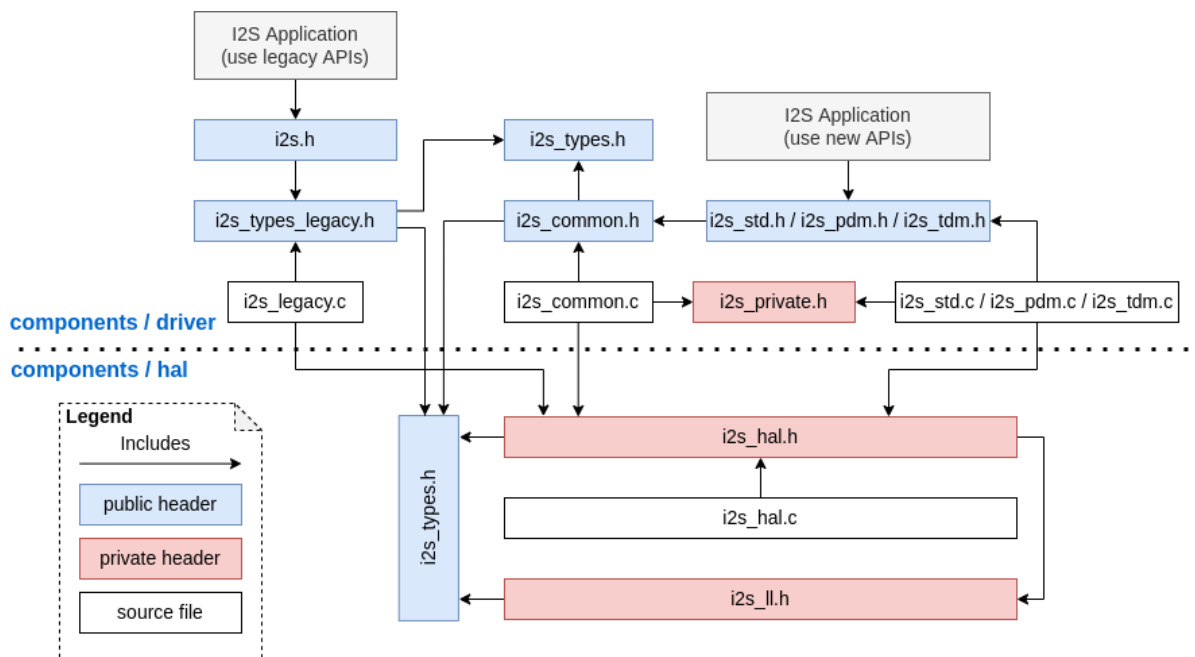 I2S Application
(use legacy APIs)
I2S Application
(use new APIs)
i2s.h
i2s_types.h
i2s_types_legacy.h
i2s_common.h
i2s_std.h / i2s_pdm.h / i2s_tdm.h
i2s_legacy.c
i2s_common.c
i2s_private.h
i2s_std.c / i2s_pdm.c / i2s_tdm.c
components / driver
components / hal
Legend
Includes
public header
private header
source file
i2s_types.h
i2s_hal.h
i2s_hal.c
i2s_ll.h